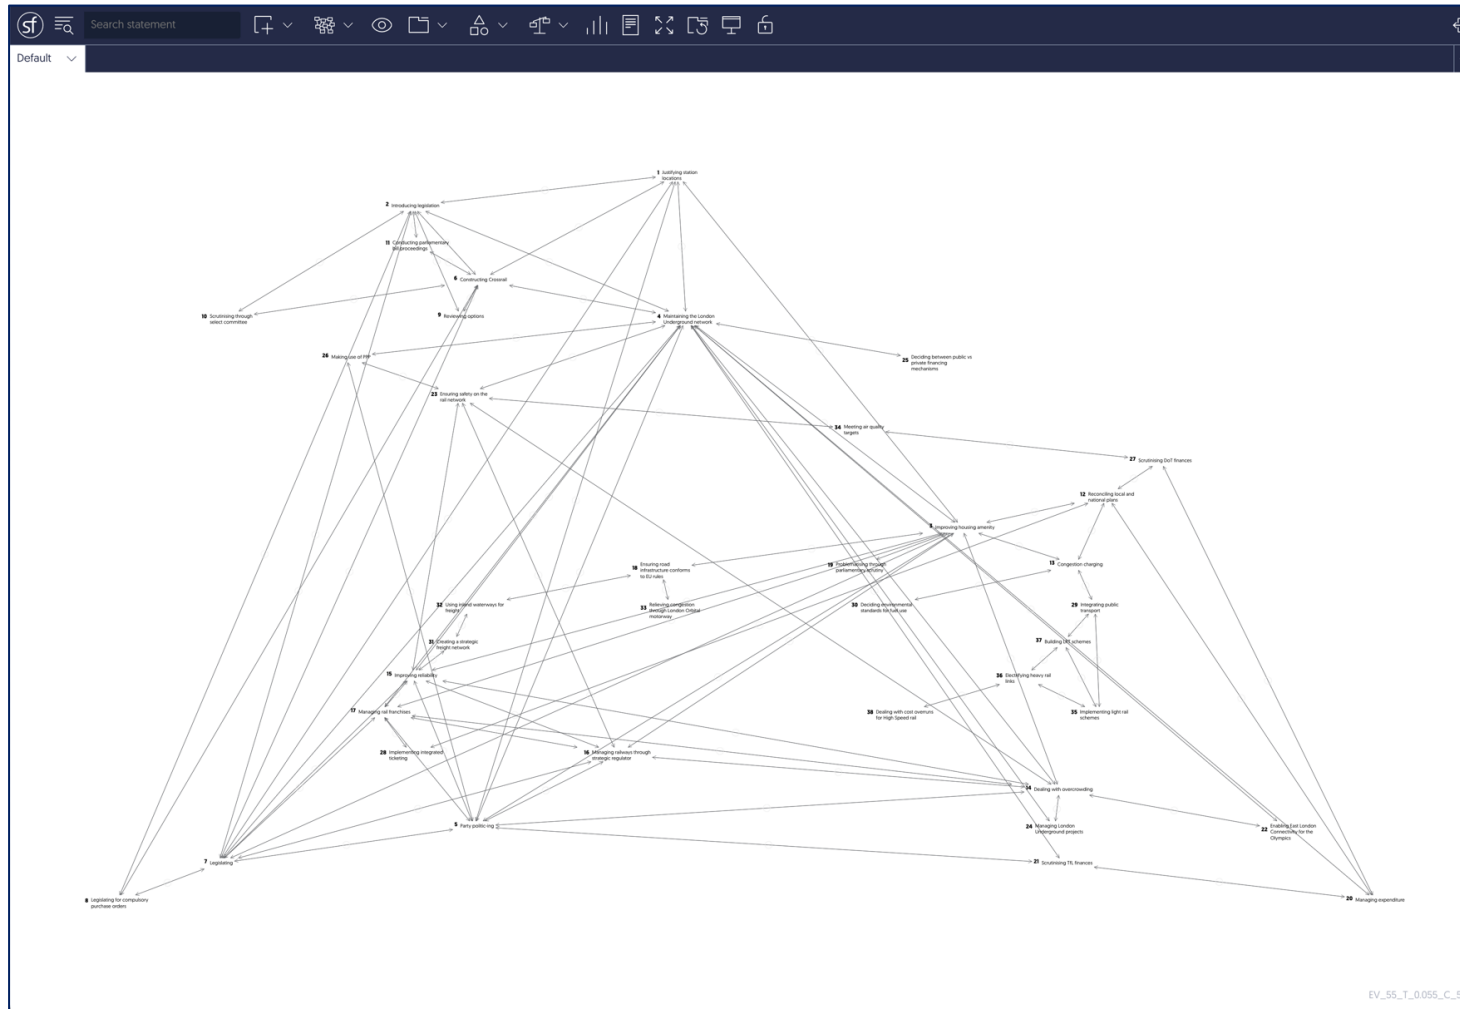 sf
Search statement
Default
1 Justifying station
locations
2 Introducing legislation
11 Conducting parliamentary
bill proceedings
6 Constructing Crossrail
10 Scrutinising through
select committee
9 Reviewing options
4 Maintaining the London
Underground network
26 Making use of PPP
25 Deciding between public vs
private financing
mechanisms
23 Ensuring safety on the
rail network
34 Meeting air quality
targets
27 Scrutinising DoT finances
12 Reconciling local and
national plans
3 Improving housing amenity
18 Ensuring road
infrastructure conforms
to EU rules
19 Problematising through
parliamentary scrutiny
13 Congestion charging
32 Using inland waterways for
freight
33 Relieving congestion
through London Orbital
motorway
30 Deciding environmental
standards for fuel use
29 Integrating public
transport
31 Creating a strategic
freight network
37 Building LRT schemes
15 Improving reliability
36 Electrifying heavy rail
links
17 Managing rail franchises
38 Dealing with cost overruns
for High Speed rail
35 Implementing light rail
schemes
28 Implementing integrated
ticketing
16 Managing railways through
strategic regulator
14 Dealing with overcrowding
5 Party politic-ing
24 Managing London
Underground projects
22 Enabling East London
Connectivity for the
Olympics
7 Legislating
21 Scrutinising TfL finances
8 Legislating for compulsory
purchase orders
20 Managing expenditure
EV_55_T_0.055_C_5